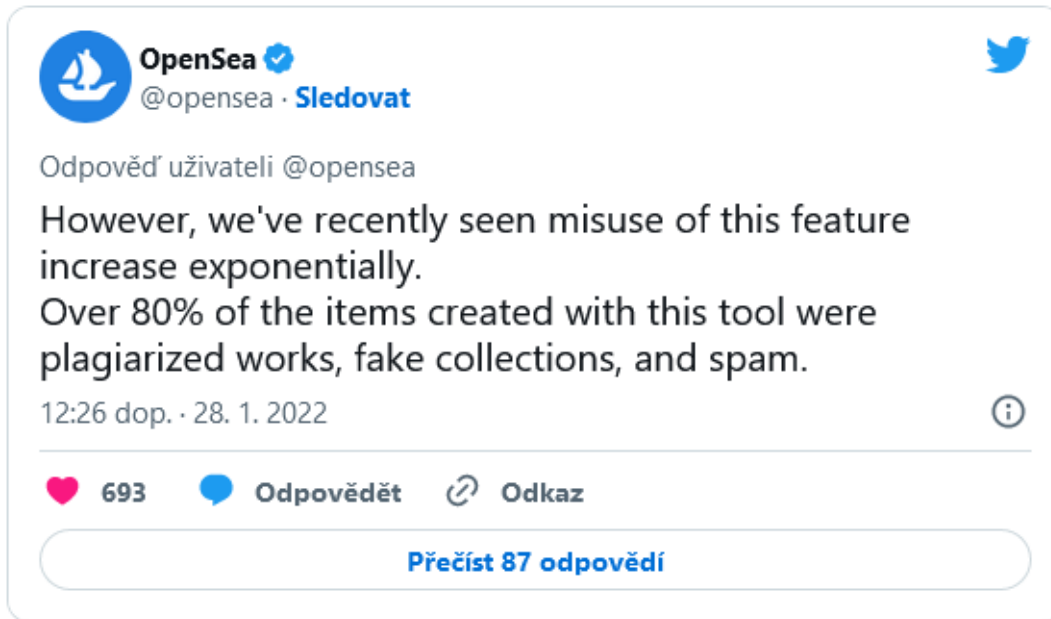 OpenSea
@opensea · Sledovat
Odpověď uživateli @opensea
However, we've recently seen misuse of this feature
increase exponentially.
Over 80% of the items created with this tool were
plagiarized works, fake collections, and spam.
12:26 dop. · 28. 1. 2022
693 Odpovědět Odkaz
Přečíst 87 odpovědí